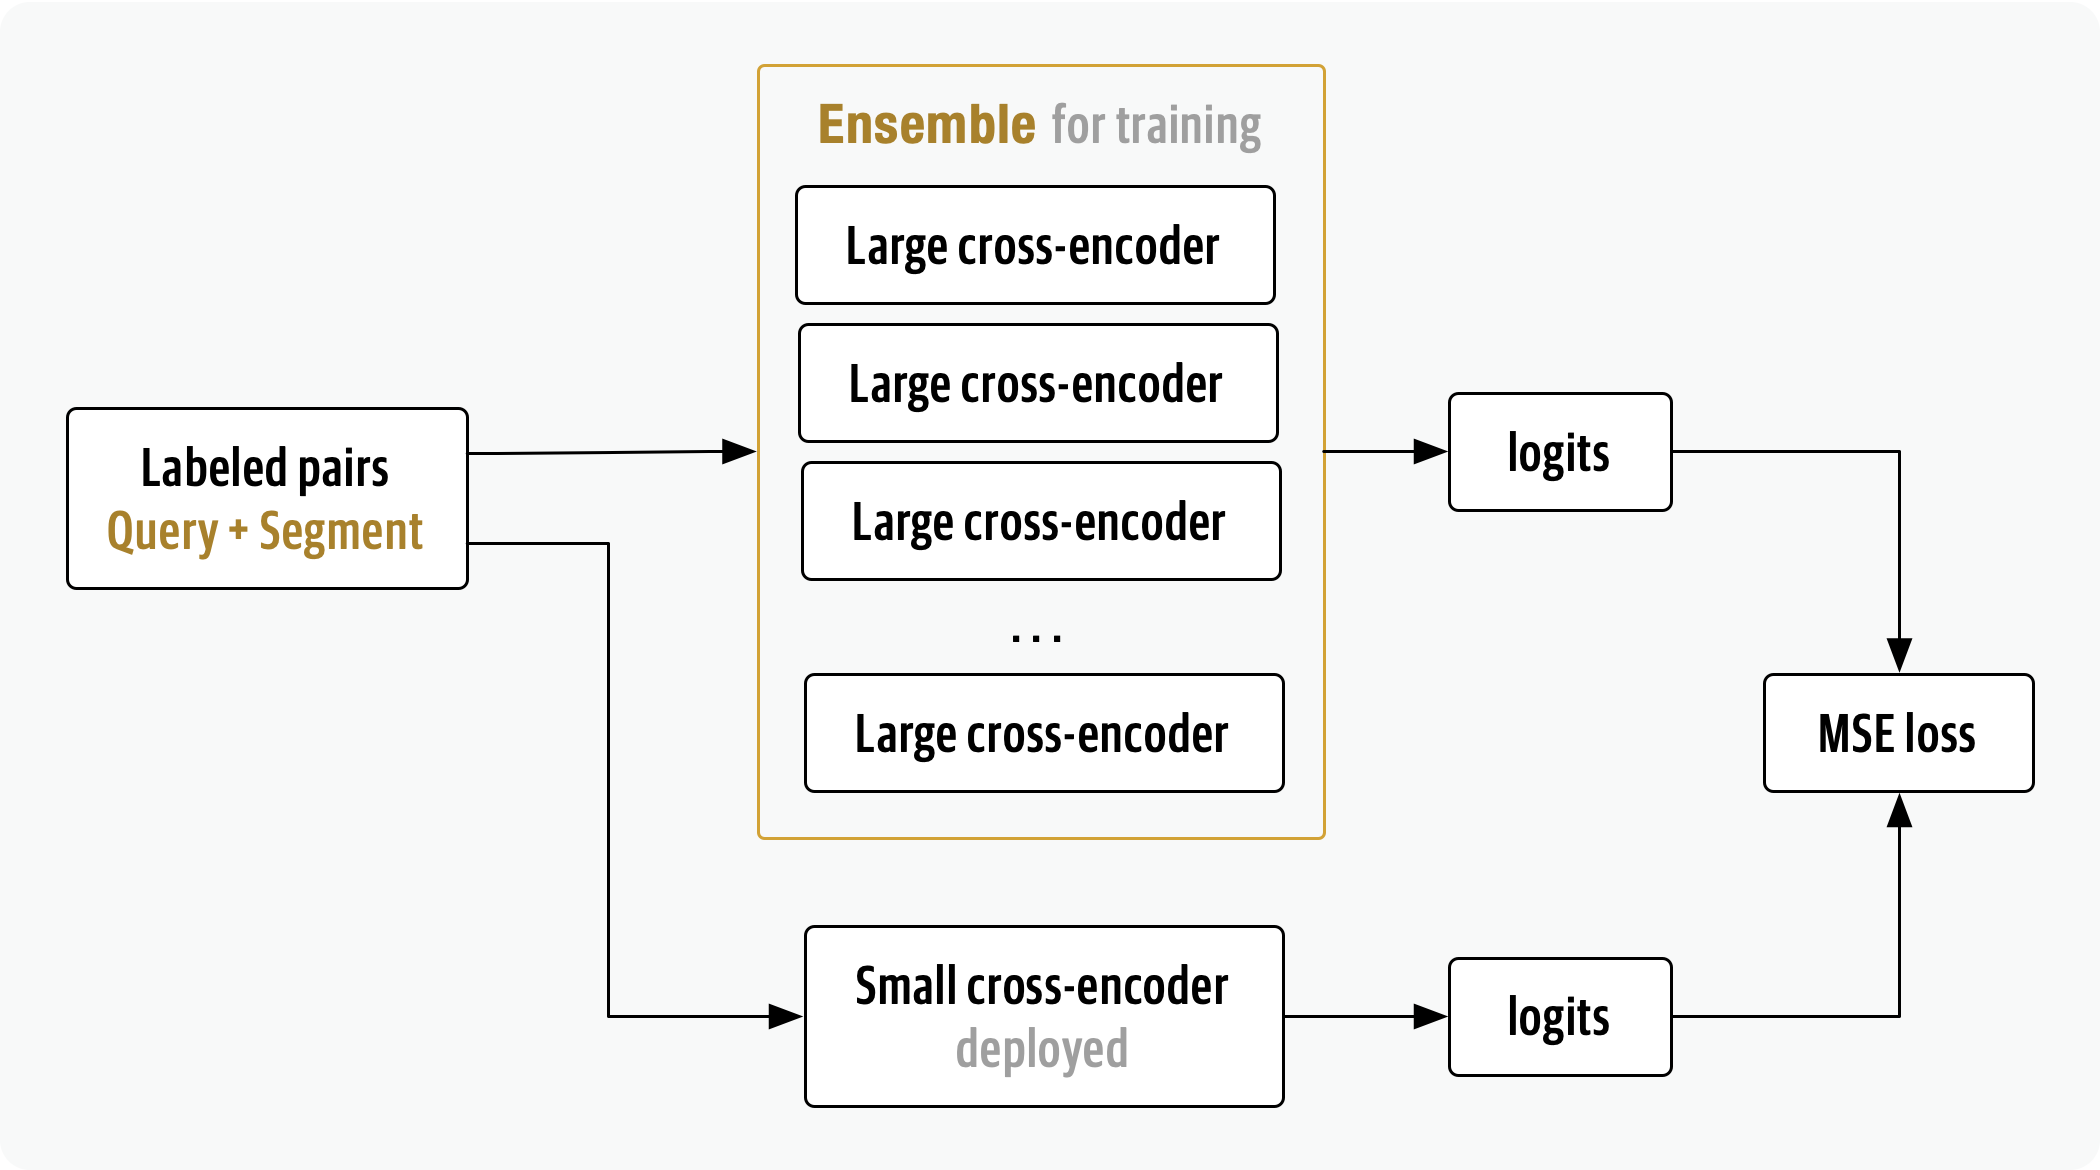 Ensemble for training
Large cross-encoder
Large cross-encoder
Large cross-encoder
...
Large cross-encoder
Labeled pairs
Query + Segment
logits
MSE loss
Small cross-encoder
deployed
logits